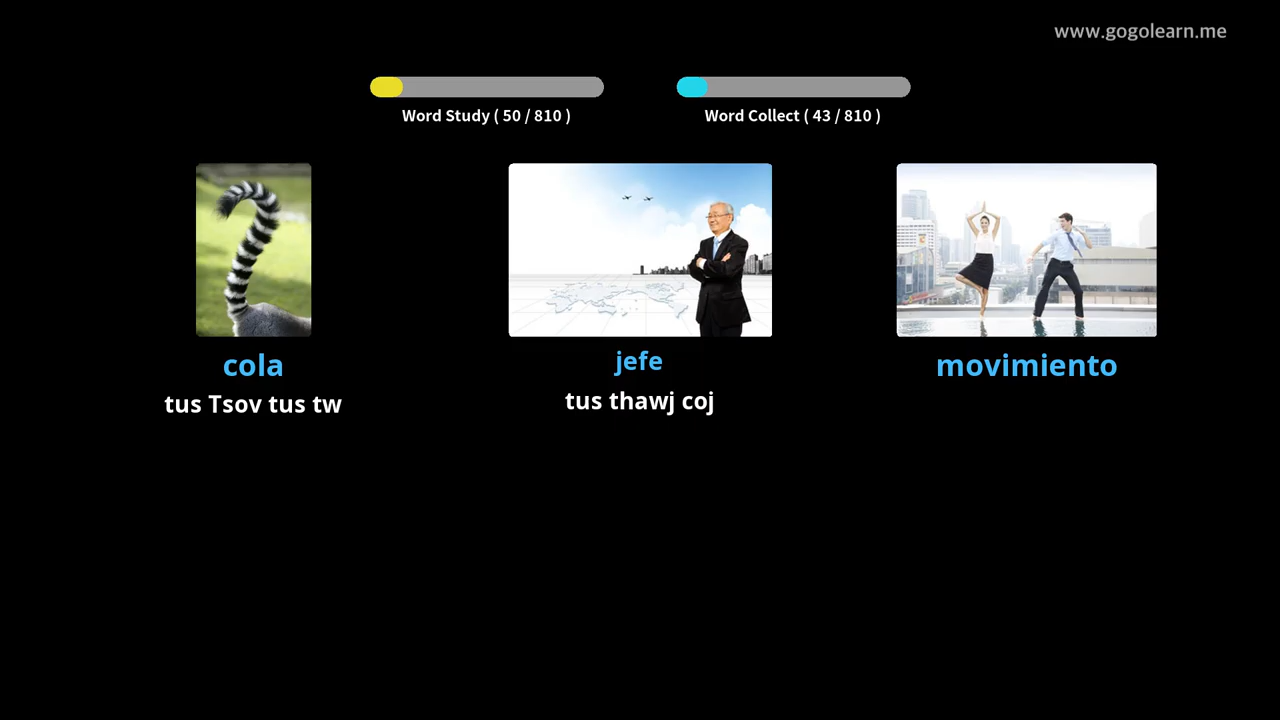 www.gogolearn.me
Word Study ( 50 / 810 )
Word Collect ( 43 / 810 )
cola
tus Tsov tus tw
jefe
tus thawj coj
movimiento